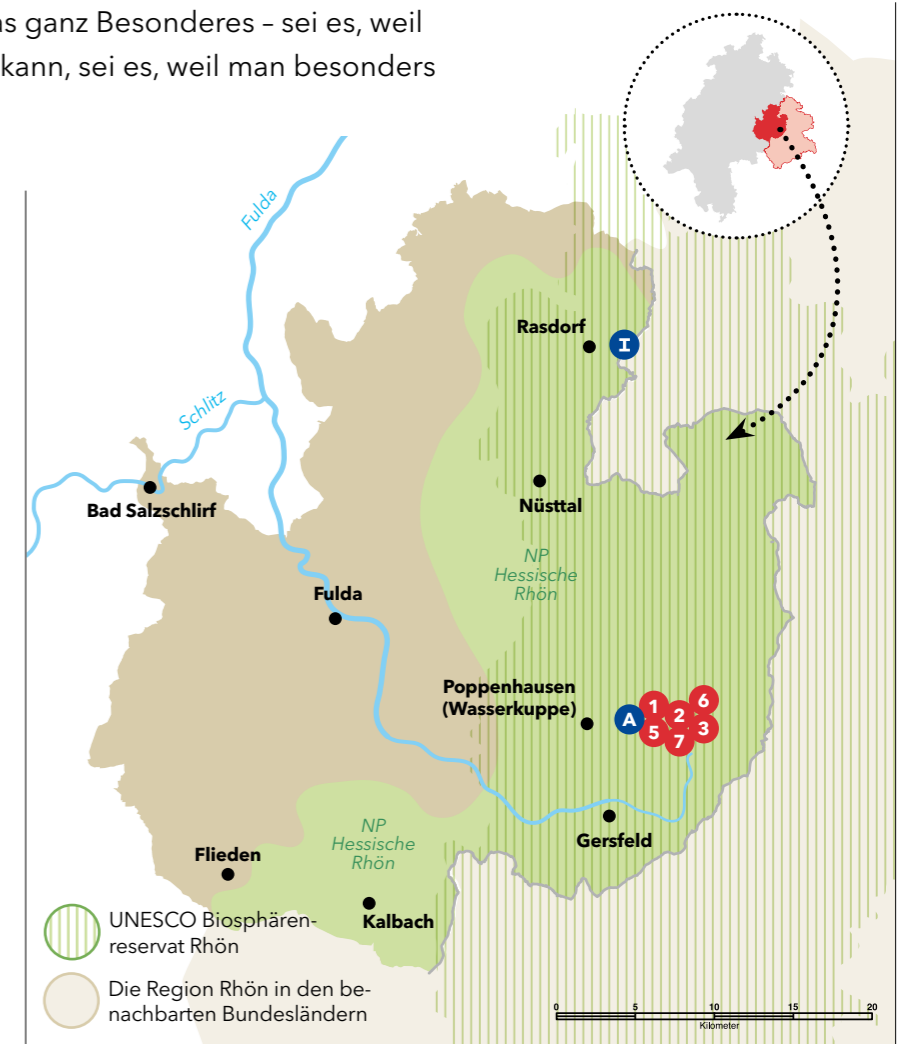 as ganz Besonderes – sei es, weil
kann, sei es, weil man besonders
Fulda
Rasdorf
I
Schlitz
Bad Salzschlirf
Nüsttal
NP
Hessische
Rhön
Fulda
Poppenhausen
(Wasserkuppe)
A
1
2
6
5
7
3
Gersfeld
NP
Hessische
Rhön
Flieden
Kalbach
UNESCO Biosphären-
reservat Rhön
Die Region Rhön in den be-
nachbarten Bundesländern
0 5 10 15 20
Kilometer